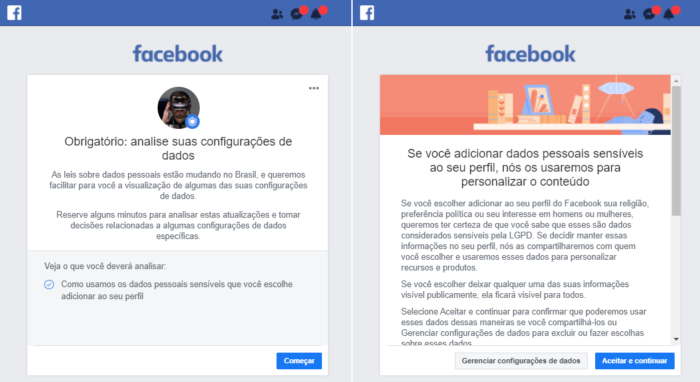 facebook
Obrigatório: analise suas configurações de
dados
As leis sobre dados pessoais estão mudando no Brasil, e queremos
facilitar para você a visualização de algumas das suas configurações
de dados.
Reserve alguns minutos para analisar estas atualizações e tomar
decisões relacionadas a algumas configurações de dados
específicas.
Veja o que você deverá analisar:
Como usamos os dados pessoais sensíveis que você escolhe
adicionar ao seu perfil
Começar
facebook
Se você adicionar dados pessoais sensíveis
ao seu perfil, nós os usaremos para
personalizar o conteúdo
Se você escolher adicionar ao seu perfil do Facebook sua religião,
preferência política ou seu interesse em homens ou mulheres,
queremos ter certeza de que você sabe que esses são dados
considerados sensíveis pela LGPD. Se decidir manter essas
informações no seu perfil, nós as compartilharemos com quem
você escolher e usaremos esses dados para personalizar
recursos e produtos.
Se você escolher deixar qualquer uma das suas informações
visível publicamente, ela ficará visível para todos.
Selecione Aceitar e continuar para confirmar que poderemos usar
esses dados dessas maneiras se você compartilhá-los ou
Gerenciar configurações de dados para excluir ou fazer escolhas
sobre esses dados
Gerenciar configurações de dados
Aceitar e continuar